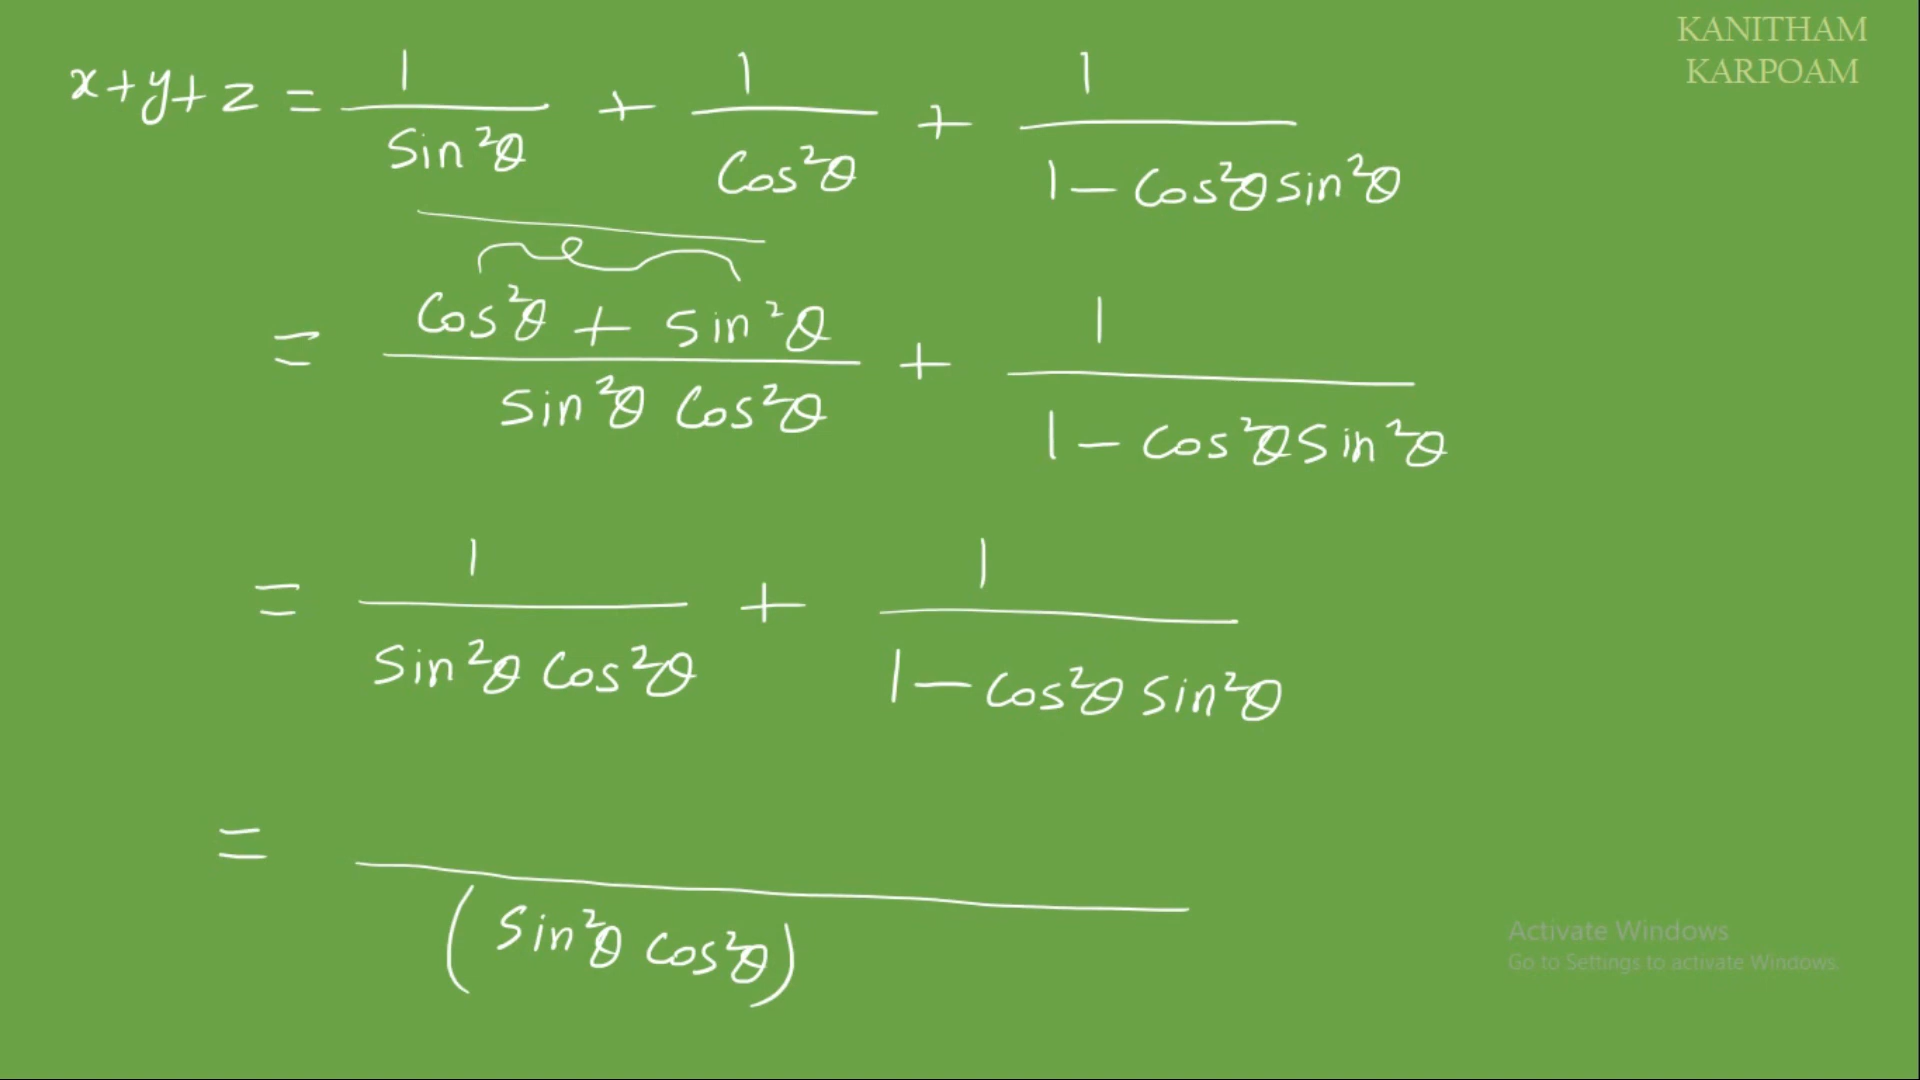 KANITHAM
KARPOAM
x+y+z = 1/Sin²θ + 1/Cos²θ + 1/(1-Cos²θ Sin²θ)
= (Cos²θ + Sin²θ)/(Sin²θ Cos²θ) + 1/(1-Cos²θ Sin²θ)
= 1/(Sin²θ Cos²θ) + 1/(1-Cos²θ Sin²θ)
= /(Sin²θ Cos²θ)
Activate Windows
Go to Settings to activate Windows.